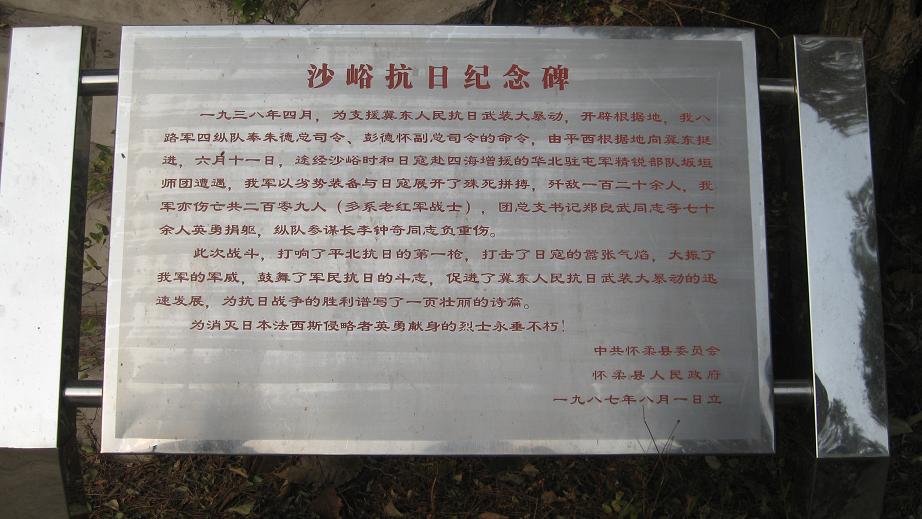 沙峪抗日纪念碑
一九三八年四月，为支援冀东人民抗日武装大暴动，开辟根据地，我八
路军四纵队奉朱德总司令、彭德怀副总司令的命令，由平西根据地向冀东挺
进，六月十一日，途经沙峪时和日寇赴四海增援的华北驻屯军精锐部队坂垣
师团遭遇，我军以劣势装备与日寇展开了殊死拼搏，歼敌一百二十余人，我
军亦伤亡共二百零九人（多系老红军战士），团总支书记郑良武同志等七十
余人英勇捐躯，纵队参谋长李钟奇同志负重伤。
此次战斗，打响了平北抗日的第一枪，打击了日寇的嚣张气焰，大振了
我军的军威，鼓舞了军民抗日的斗志，促进了冀东人民抗日武装大暴动的迅
速发展，为抗日战争的胜利谱写了一页壮丽的诗篇。
为消灭日本法西斯侵略者英勇献身的烈士永垂不朽！
中共怀柔县委员会
怀柔县人民政府
一九八七年八月一日立